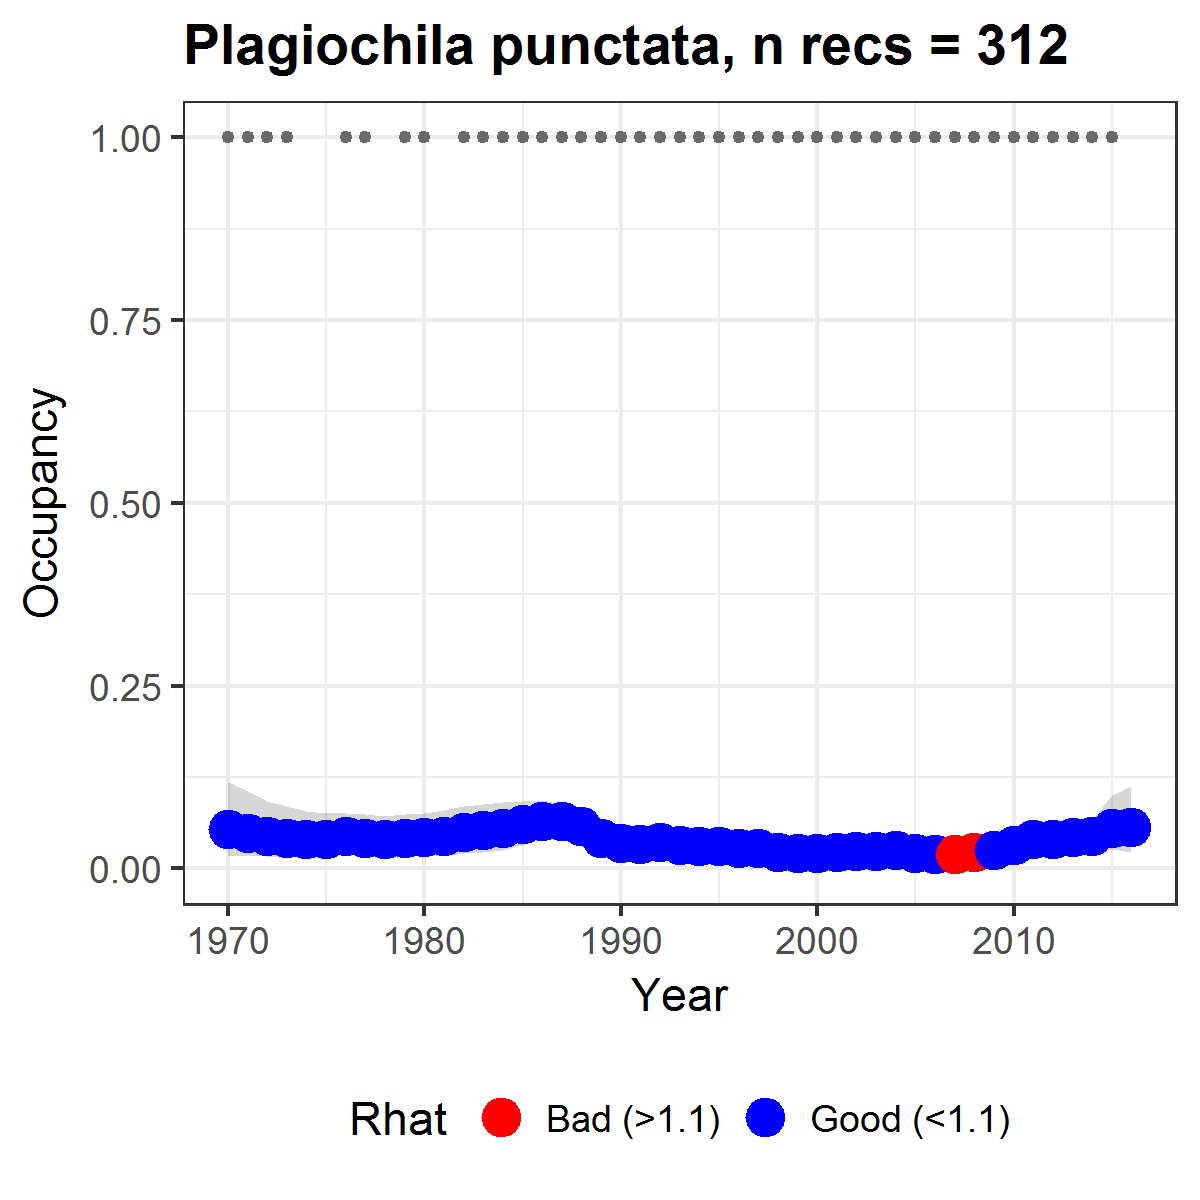 Plagiochila punctata, n recs = 312
1.00
0.75
0.50
0.25
0.00
Occupancy
1970 1980 1990 2000 2010
Year
Rhat Bad (>1.1) Good (<1.1)